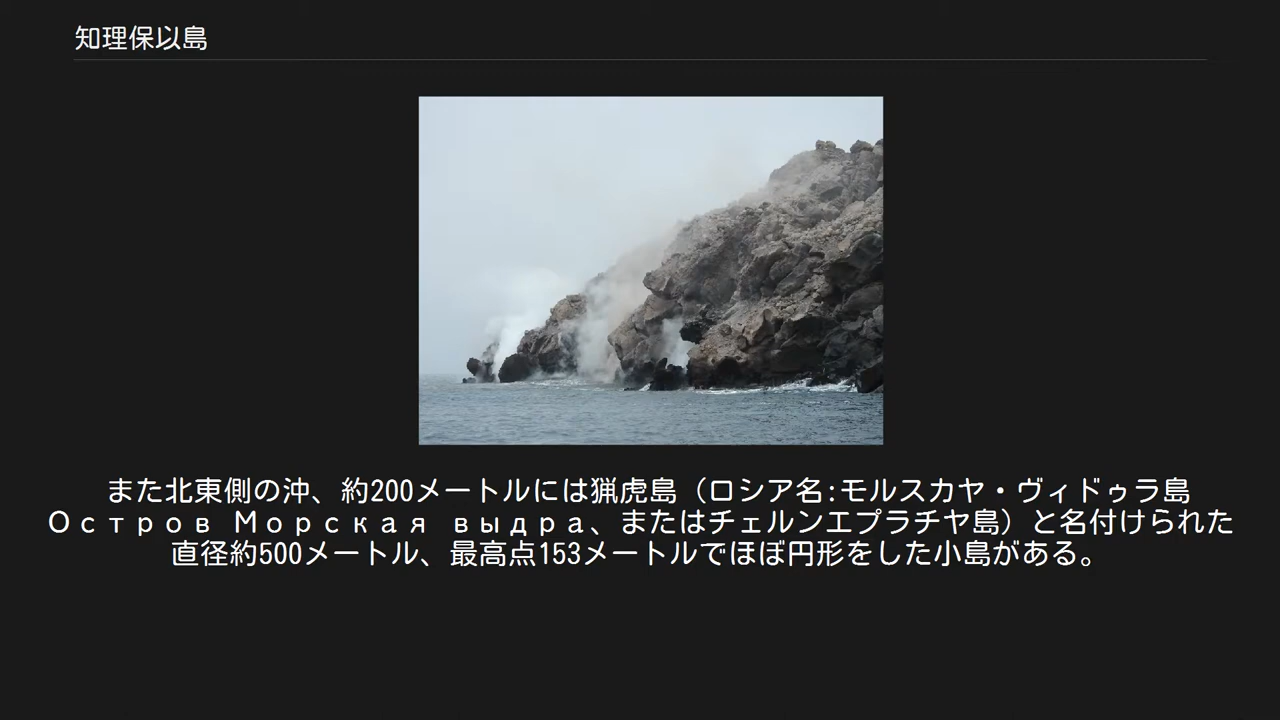 知理保以島
また北東側の沖、約200メートルには猟虎島（ロシア名:モルスカヤ・ヴィドゥラ島
Остров Морская выдра、またはチェルンエプラチヤ島）と名付けられた
直径約500メートル、最高点153メートルでほぼ円形をした小島がある。